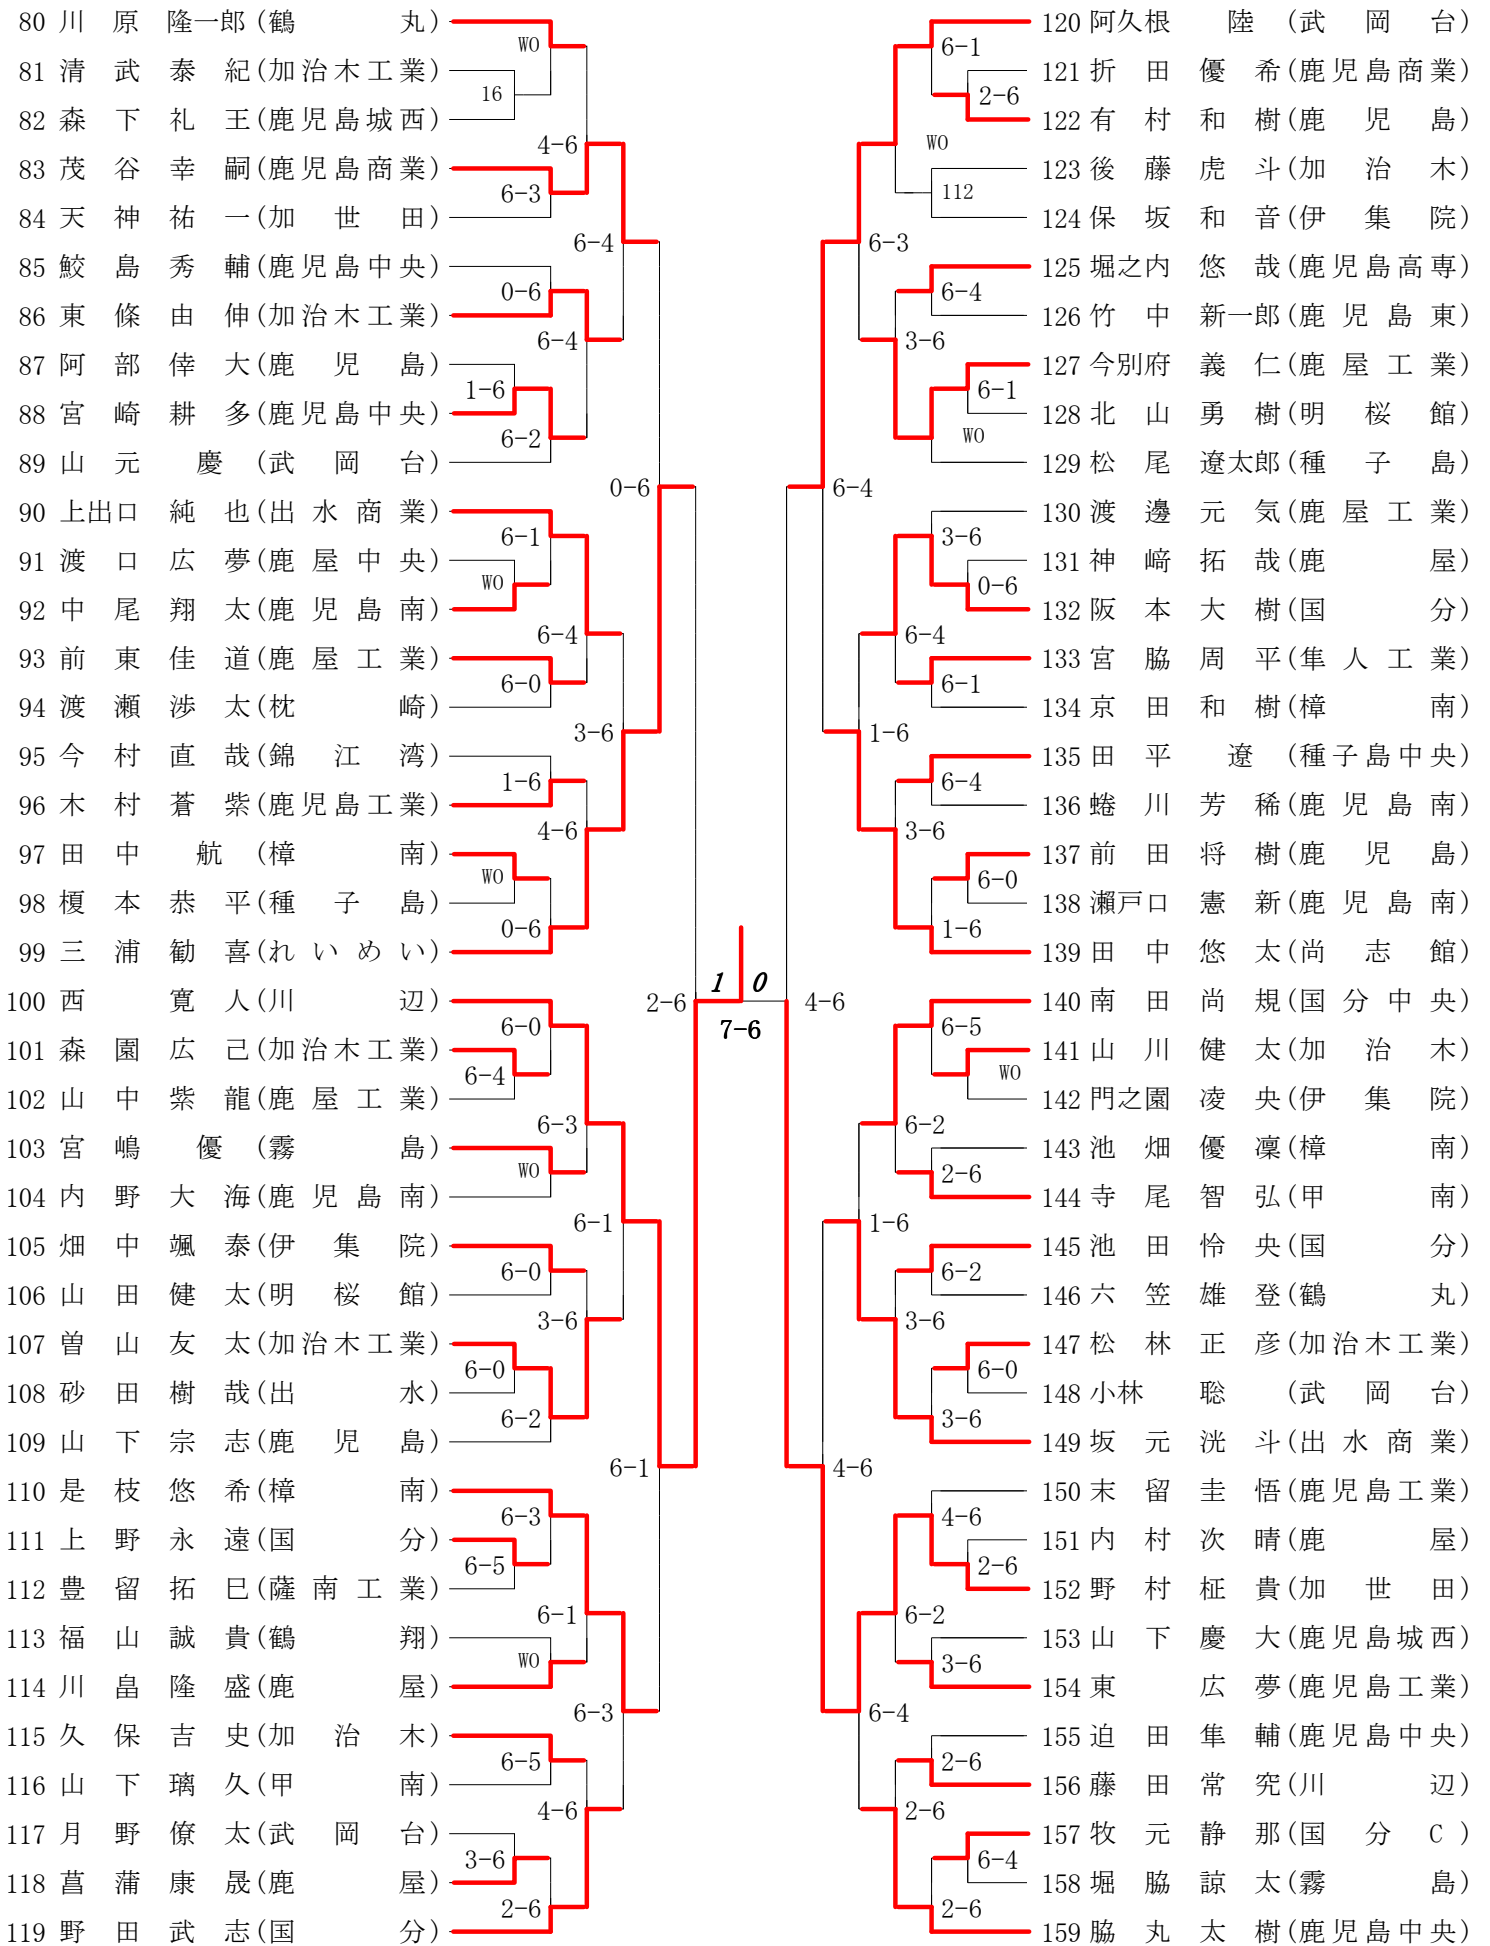 80 川原 隆一郎 (鶴丸)
WO
81 清武 泰紀 (加治木工業)
16
82 森下 礼王 (鹿児島城西)
4-6
83 茂谷 幸嗣 (鹿児島商業)
6-3
84 天神 祐一 (加世田)
6-4
85 鮫島 秀輔 (鹿児島中央)
0-6
86 東條 由伸 (加治木工業)
6-4
87 阿部 倖大 (鹿児島)
1-6
88 宮崎 耕多 (鹿児島中央)
6-2
89 山元 慶 (武岡台)
0-6
90 上出口 純也 (出水商業)
6-1
91 渡口 広夢 (鹿屋中央)
WO
92 中尾 翔太 (鹿児島南)
6-4
93 前東 佳道 (鹿屋工業)
6-0
94 渡瀬 渉太 (枕崎)
3-6
95 今村 直哉 (錦江湾)
1-6
96 木村 蒼紫 (鹿児島工業)
4-6
97 田中 航 (樟南)
WO
98 榎本 恭平 (種子島)
0-6
99 三浦 勧喜 (れいめい)
100 西 寛人 (川辺)
2-6
6-0
101 森園 広己 (加治木工業)
6-4
102 山中 紫龍 (鹿屋工業)
6-3
103 宮嶋 優 (霧島)
WO
104 内野 大海 (鹿児島南)
6-1
105 畑中 颯泰 (伊集院)
6-0
106 山田 健太 (明桜館)
3-6
107 曽山 友太 (加治木工業)
6-0
108 砂田 樹哉 (出水)
6-2
109 山下 宗志 (鹿児島)
6-1
110 是枝 悠希 (樟南)
6-3
111 上野 永遠 (国分)
6-5
112 豊留 拓巳 (薩南工業)
6-1
113 福山 誠貴 (鶴翔)
WO
114 川畠 隆盛 (鹿屋)
6-3
115 久保 吉史 (加治木)
6-5
116 山下 璃久 (甲南)
4-6
117 月野 僚太 (武岡台)
3-6
118 菖蒲 康晟 (鹿屋)
2-6
119 野田 武志 (国分)
1 0
7-6
120 阿久根 陸 (武岡台)
6-1
121 折田 優希 (鹿児島商業)
2-6
122 有村 和樹 (鹿児島)
WO
123 後藤 虎斗 (加治木)
112
124 保坂 和音 (伊集院)
6-3
125 堀之内 悠哉 (鹿児島高専)
6-4
126 竹中 新一郎 (鹿児島東)
3-6
127 今別府 義仁 (鹿屋工業)
6-1
128 北山 勇樹 (明桜館)
WO
129 松尾 遼太郎 (種子島)
6-4
130 渡邊 元気 (鹿屋工業)
3-6
131 神﨑 拓哉 (鹿屋)
0-6
132 阪本 大樹 (国分)
6-4
133 宮脇 周平 (隼人工業)
6-1
134 京田 和樹 (樟南)
1-6
135 田平 遼 (種子島中央)
6-4
136 蜷川 芳稀 (鹿児島南)
3-6
137 前田 将樹 (鹿児島)
6-0
138 瀬戸口 憲新 (鹿児島南)
1-6
139 田中 悠太 (尚志館)
4-6
140 南田 尚規 (国分中央)
6-5
141 山川 健太 (加治木)
WO
142 門之園 凌央 (伊集院)
6-2
143 池畑 優凜 (樟南)
2-6
144 寺尾 智弘 (甲南)
1-6
145 池田 怜央 (国分)
6-2
146 六笠 雄登 (鶴丸)
3-6
147 松林 正彦 (加治木工業)
6-0
148 小林 聡 (武岡台)
3-6
149 坂元 洸斗 (出水商業)
4-6
150 末留 圭悟 (鹿児島工業)
4-6
151 内村 次晴 (鹿屋)
2-6
152 野村 柾貴 (加世田)
6-2
153 山下 慶大 (鹿児島城西)
3-6
154 東 広夢 (鹿児島工業)
6-4
155 迫田 隼輔 (鹿児島中央)
2-6
156 藤田 常究 (川辺)
2-6
157 牧元 静那 (国分C)
6-4
158 堀脇 諒太 (霧島)
2-6
159 脇丸 太樹 (鹿児島中央)